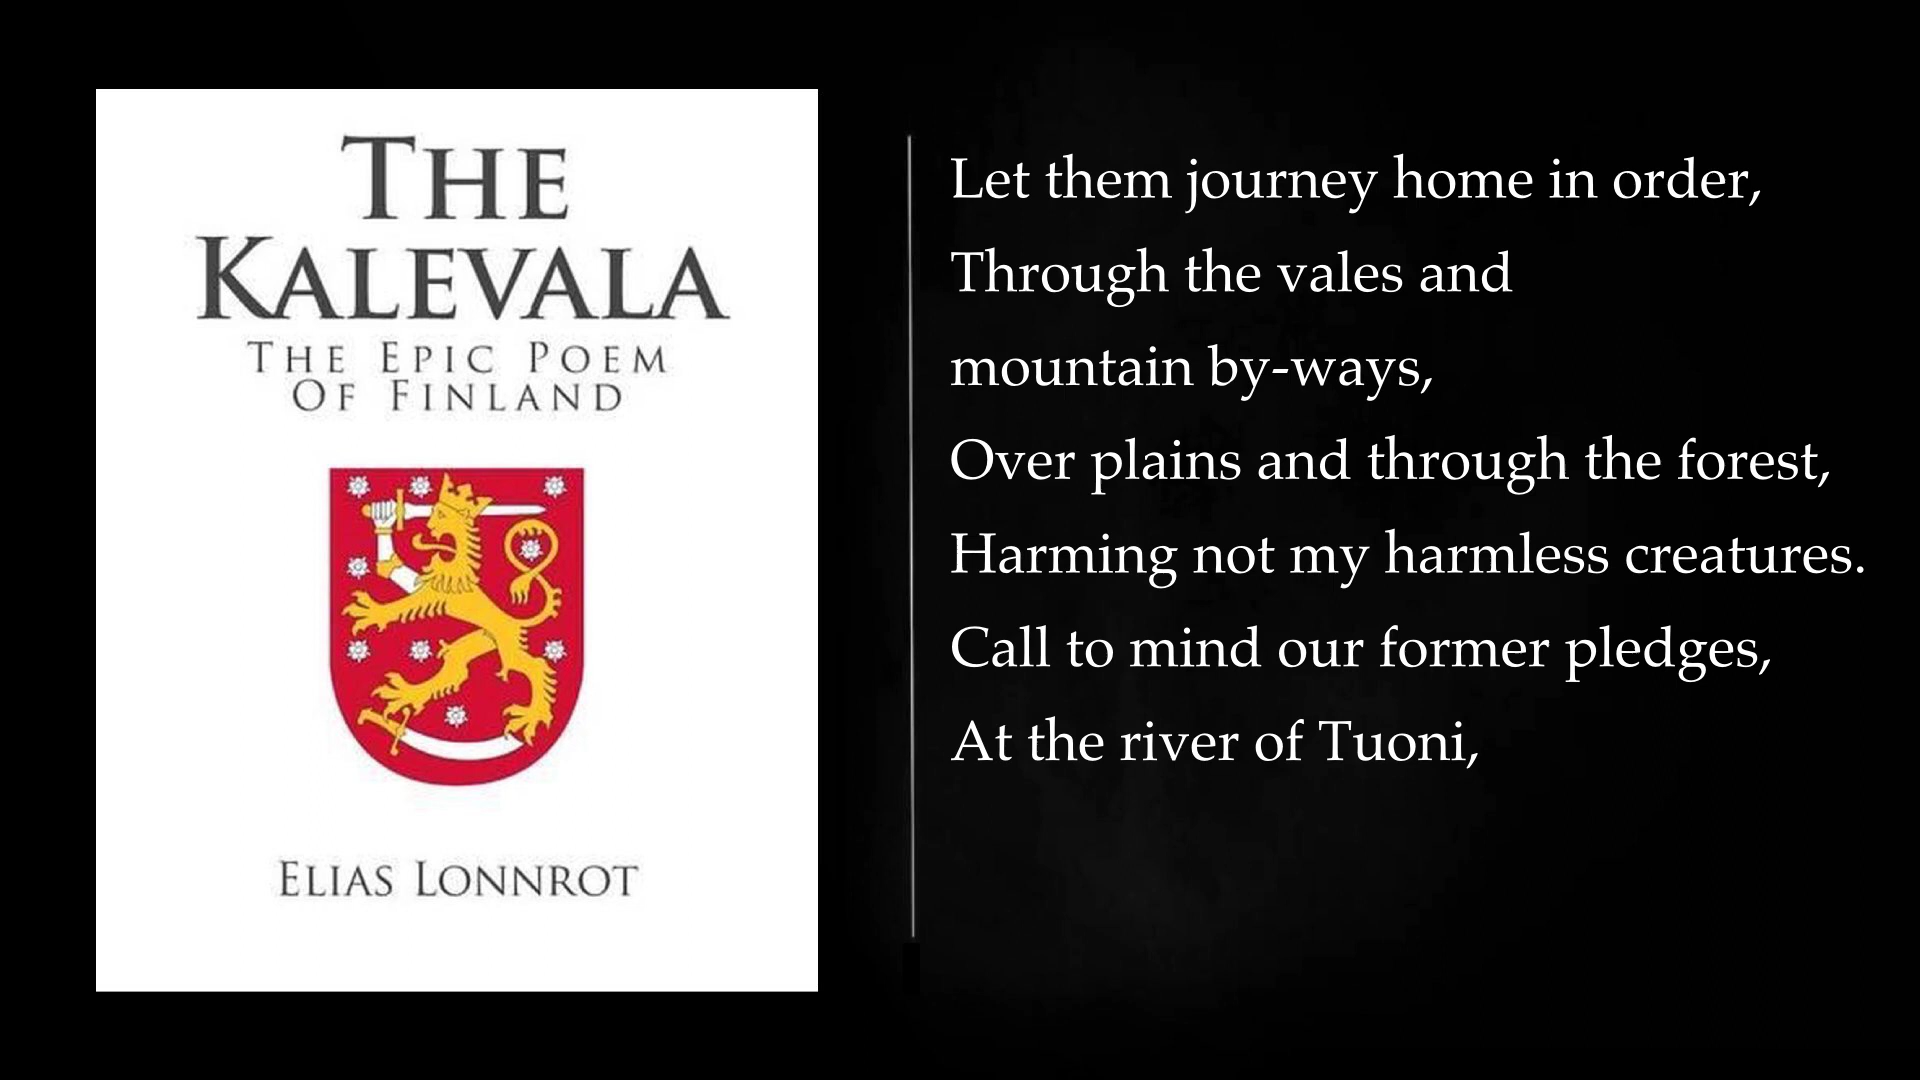 THE
KALEVALA
THE EPIC POEM
OF FINLAND
ELIAS LONNROT
Let them journey home in order,
Through the vales and
mountain by-ways,
Over plains and through the forest,
Harming not my harmless creatures.
Call to mind our former pledges,
At the river of Tuoni,